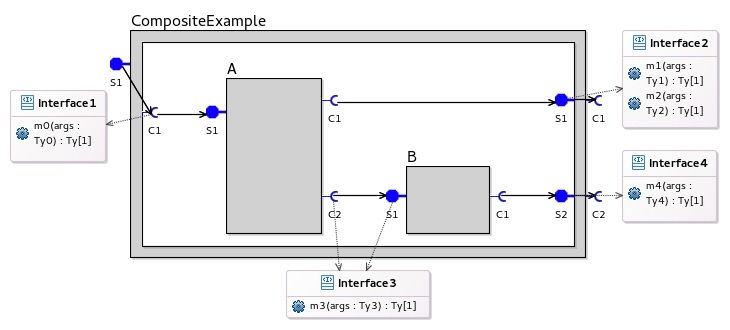 CompositeExample
Interface2
m1(args :
Ty1) : Ty[1]
m2(args :
Ty2) : Ty[1]
A
S1
Interface1
m0(args :
Ty0) : Ty[1]
C1
S1
C1
S1
C1
B
Interface4
m4(args :
Ty4) : Ty[1]
C2
S1
C1
S2
C2
Interface3
m3(args : Ty3) : Ty[1]